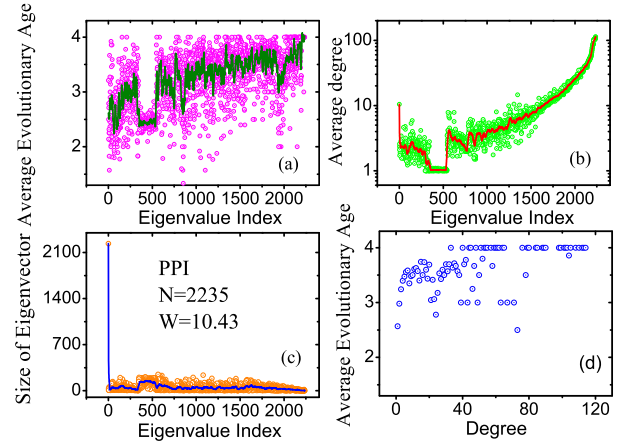 Average Evolutionary Age
4
3
2
0 500 1000 1500 2000
Eigenvalue Index
(a)
Average degree
100
10
1
0 500 1000 1500 2000
Eigenvalue Index
(b)
Size of Eigenvector
2100
1400
700
0
0 500 1000 1500 2000
Eigenvalue Index
PPI
N=2235
W=10.43
(c)
Average Evolutionary Age
4
3
2
0 40 80 120
Degree
(d)